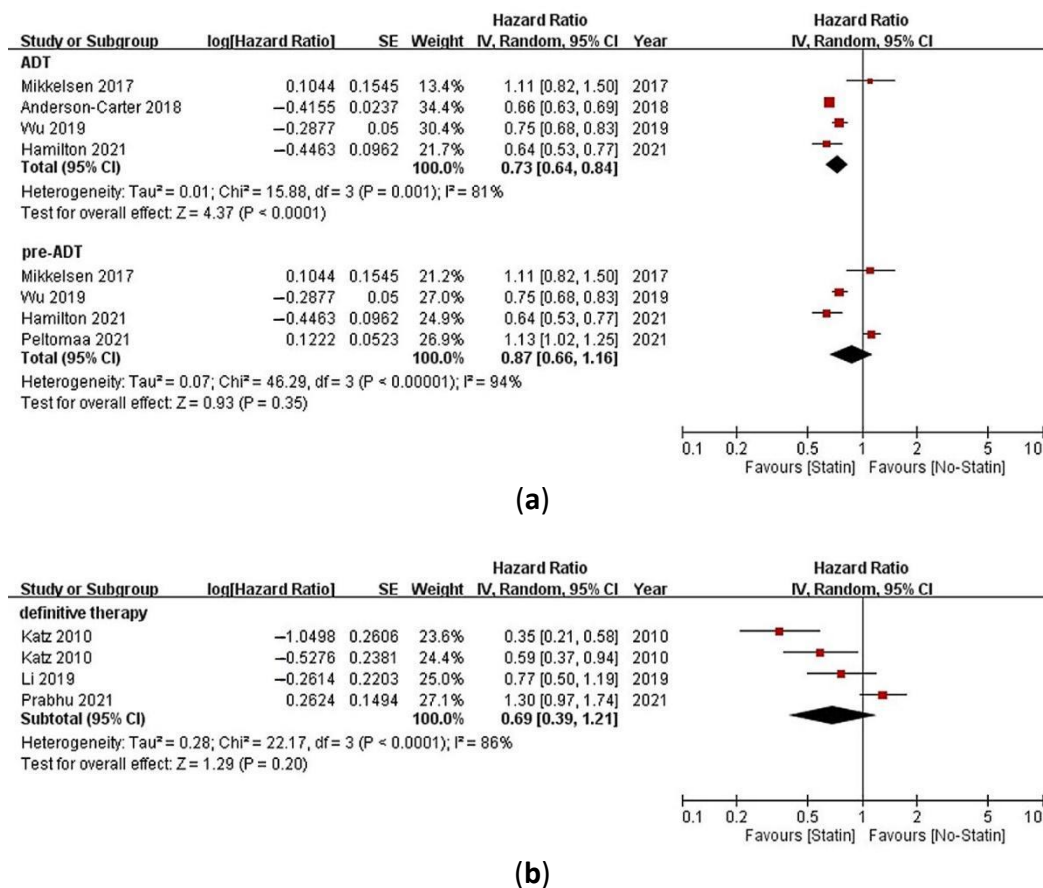 Hazard Ratio Hazard Ratio
Study or Subgroup log[Hazard Ratio] SE Weight IV, Random, 95% CI Year IV, Random, 95% CI
ADT
Mikkelsen 2017 0.1044 0.1545 13.4% 1.11 [0.82, 1.50] 2017
Anderson-Carter 2018 −0.4155 0.0237 34.4% 0.66 [0.63, 0.69] 2018
Wu 2019 −0.2877 0.05 30.4% 0.75 [0.68, 0.83] 2019
Hamilton 2021 −0.4463 0.0962 21.7% 0.64 [0.53, 0.77] 2021
Total (95% CI) 100.0% 0.73 [0.64, 0.84]
Heterogeneity: Tau² = 0.01; Chi² = 15.88, df = 3 (P = 0.001); I² = 81%
Test for overall effect: Z = 4.37 (P < 0.0001)
pre-ADT
Mikkelsen 2017 0.1044 0.1545 21.2% 1.11 [0.82, 1.50] 2017
Wu 2019 −0.2877 0.05 27.0% 0.75 [0.68, 0.83] 2019
Hamilton 2021 −0.4463 0.0962 24.9% 0.64 [0.53, 0.77] 2021
Peltomaa 2021 0.1222 0.0523 26.9% 1.13 [1.02, 1.25] 2021
Total (95% CI) 100.0% 0.87 [0.66, 1.16]
Heterogeneity: Tau² = 0.07; Chi² = 46.29, df = 3 (P < 0.00001); I² = 94%
Test for overall effect: Z = 0.93 (P = 0.35)
0.1 0.2 0.5 1 2 5 10
Favours [Statin] Favours [No-Statin]
(a)
Hazard Ratio Hazard Ratio
Study or Subgroup log[Hazard Ratio] SE Weight IV, Random, 95% CI Year IV, Random, 95% CI
definitive therapy
Katz 2010 −1.0498 0.2606 23.6% 0.35 [0.21, 0.58] 2010
Katz 2010 −0.5276 0.2381 24.4% 0.59 [0.37, 0.94] 2010
Li 2019 −0.2614 0.2203 25.0% 0.77 [0.50, 1.19] 2019
Prabhu 2021 0.2624 0.1494 27.1% 1.30 [0.97, 1.74] 2021
Subtotal (95% CI) 100.0% 0.69 [0.39, 1.21]
Heterogeneity: Tau² = 0.28; Chi² = 22.17, df = 3 (P < 0.0001); I² = 86%
Test for overall effect: Z = 1.29 (P = 0.20)
0.1 0.2 0.5 1 2 5 10
Favours [Statin] Favours [No-Statin]
(b)